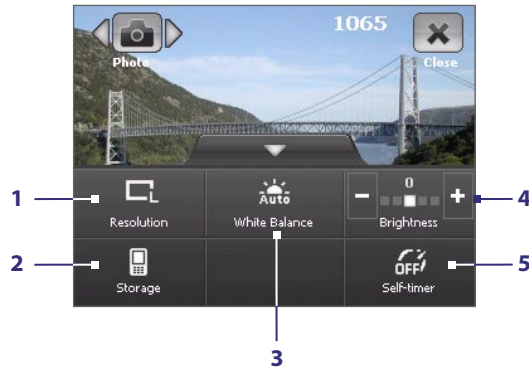 1065
Photo
Close
1
L
Auto
0
4
Resolution
White Balance
Brightness
2
OFF
5
Storage
Self-timer
3